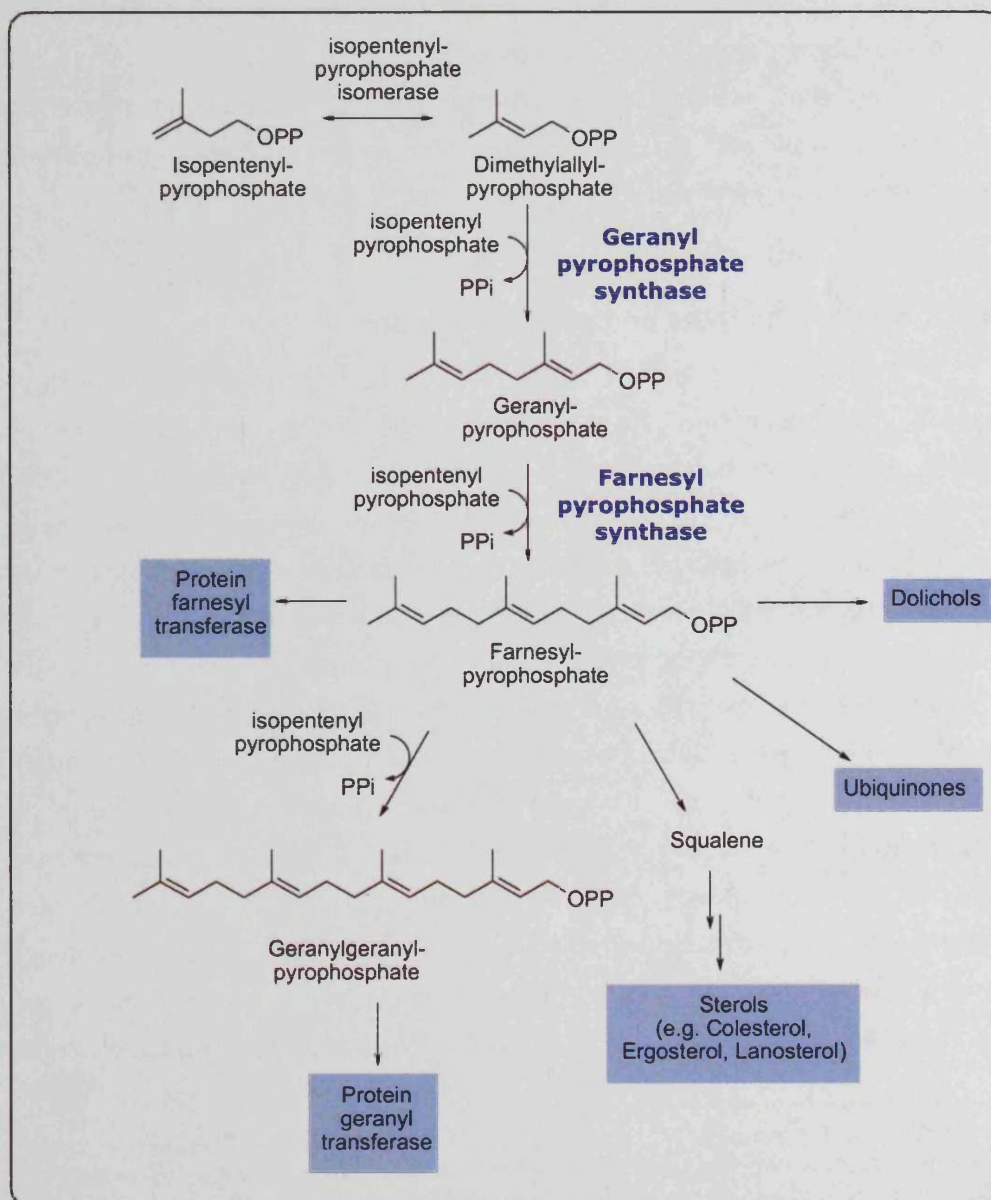 isopentenyl-
pyrophosphate
isomerase
OPP
Isopentenyl-
pyrophosphate
OPP
Dimethylallyl-
pyrophosphate
isopentenyl
pyrophosphate
PPi
Geranyl
pyrophosphate
synthase
OPP
Geranyl-
pyrophosphate
isopentenyl
pyrophosphate
PPi
Farnesyl
pyrophosphate
synthase
Protein
farnesyl
transferase
OPP
Farnesyl-
pyrophosphate
Dolichols
isopentenyl
pyrophosphate
PPi
Ubiquinones
Squalene
OPP
Geranylgeranyl-
pyrophosphate
Sterols
(e.g. Colesterol,
Ergosterol, Lanosterol)
Protein
geranyl
transferase